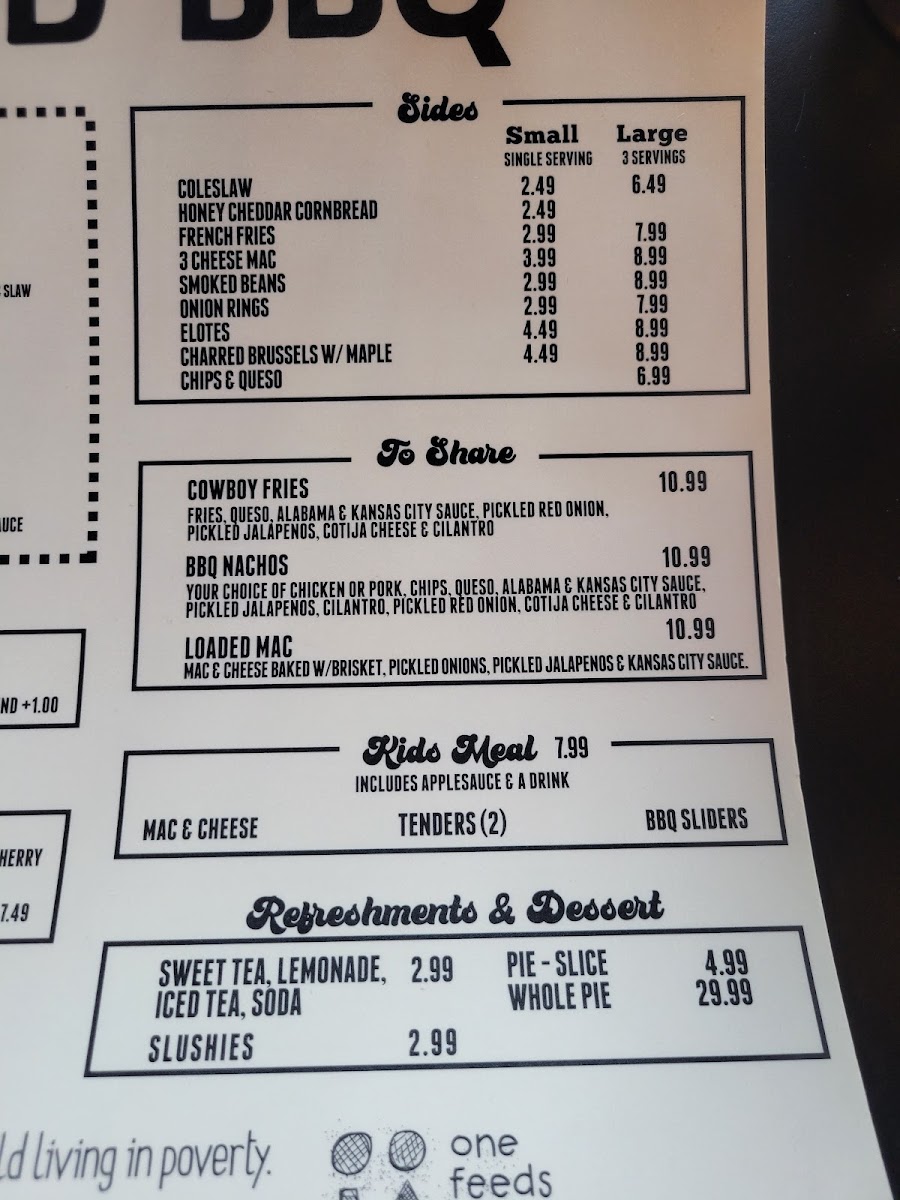 D BBQ
Sides
Small Large
SINGLE SERVING 3 SERVINGS
COLESLAW 2.49 6.49
HONEY CHEDDAR CORNBREAD 2.49
FRENCH FRIES 2.99 7.99
3 CHEESE MAC 3.99 8.99
SMOKED BEANS 2.99 8.99
ONION RINGS 2.99 7.99
ELOTES 4.49 8.99
CHARRED BRUSSELS W/ MAPLE 4.49 8.99
CHIPS & QUESO 6.99
SLAW
AUCE
ND +1.00
HERRY
7.49
To Share
COWBOY FRIES 10.99
FRIES, QUESO, ALABAMA & KANSAS CITY SAUCE, PICKLED RED ONION,
PICKLED JALAPENOS, COTIJA CHEESE & CILANTRO
BBQ NACHOS 10.99
YOUR CHOICE OF CHICKEN OR PORK, CHIPS, QUESO, ALABAMA & KANSAS CITY SAUCE,
PICKLED JALAPENOS, CILANTRO, PICKLED RED ONION, COTIJA CHEESE & CILANTRO
LOADED MAC 10.99
MAC & CHEESE BAKED W/BRISKET, PICKLED ONIONS, PICKLED JALAPENOS & KANSAS CITY SAUCE.
Kids Meal 7.99
INCLUDES APPLESAUCE & A DRINK
MAC & CHEESE TENDERS (2) BBQ SLIDERS
Refreshments & Dessert
SWEET TEA, LEMONADE, 2.99 PIE - SLICE 4.99
ICED TEA, SODA WHOLE PIE 29.99
SLUSHIES 2.99
ld living in poverty.
one
feeds